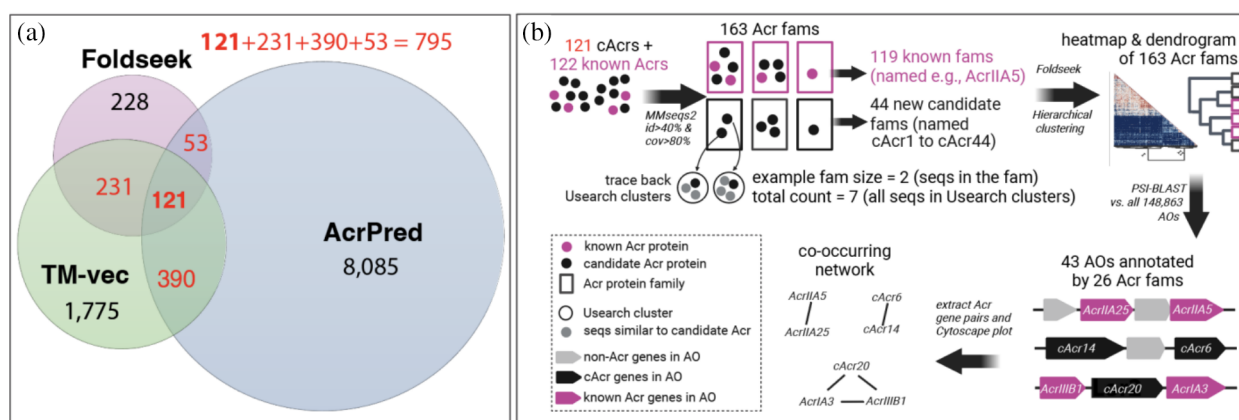 (a)
121+231+390+53 = 795
Foldseek
228
53
231
121
AcrPred
8,085
TM-vec
1,775
390
(b)
121 cAcrs +
122 known Acrs
MMseqs2
id>40% &
cov>80%
163 Acr fams
119 known fams
(named e.g., AcrIIA5)
44 new candidate
fams (named
cAcr1 to cAcr44)
trace back
Usearch clusters
example fam size = 2 (seqs in the fam)
total count = 7 (all seqs in Usearch clusters)
Foldseek
Hierarchical
clustering
heatmap & dendrogram
of 163 Acr fams
PSI-BLAST
vs. all 148,863
AOs
43 AOs annotated
by 26 Acr fams
AcrIIA25
AcrIIA5
cAcr14
cAcr6
AcrIIIB1
cAcr20
AcrIA3
extract Acr
gene pairs and
Cytoscape plot
co-occurring
network
AcrIIA5
AcrIIA25
cAcr6
cAcr14
cAcr20
AcrIA3
AcrIIIB1
known Acr protein
candidate Acr protein
Acr protein family
Usearch cluster
seqs similar to candidate Acr
non-Acr genes in AO
cAcr genes in AO
known Acr genes in AO